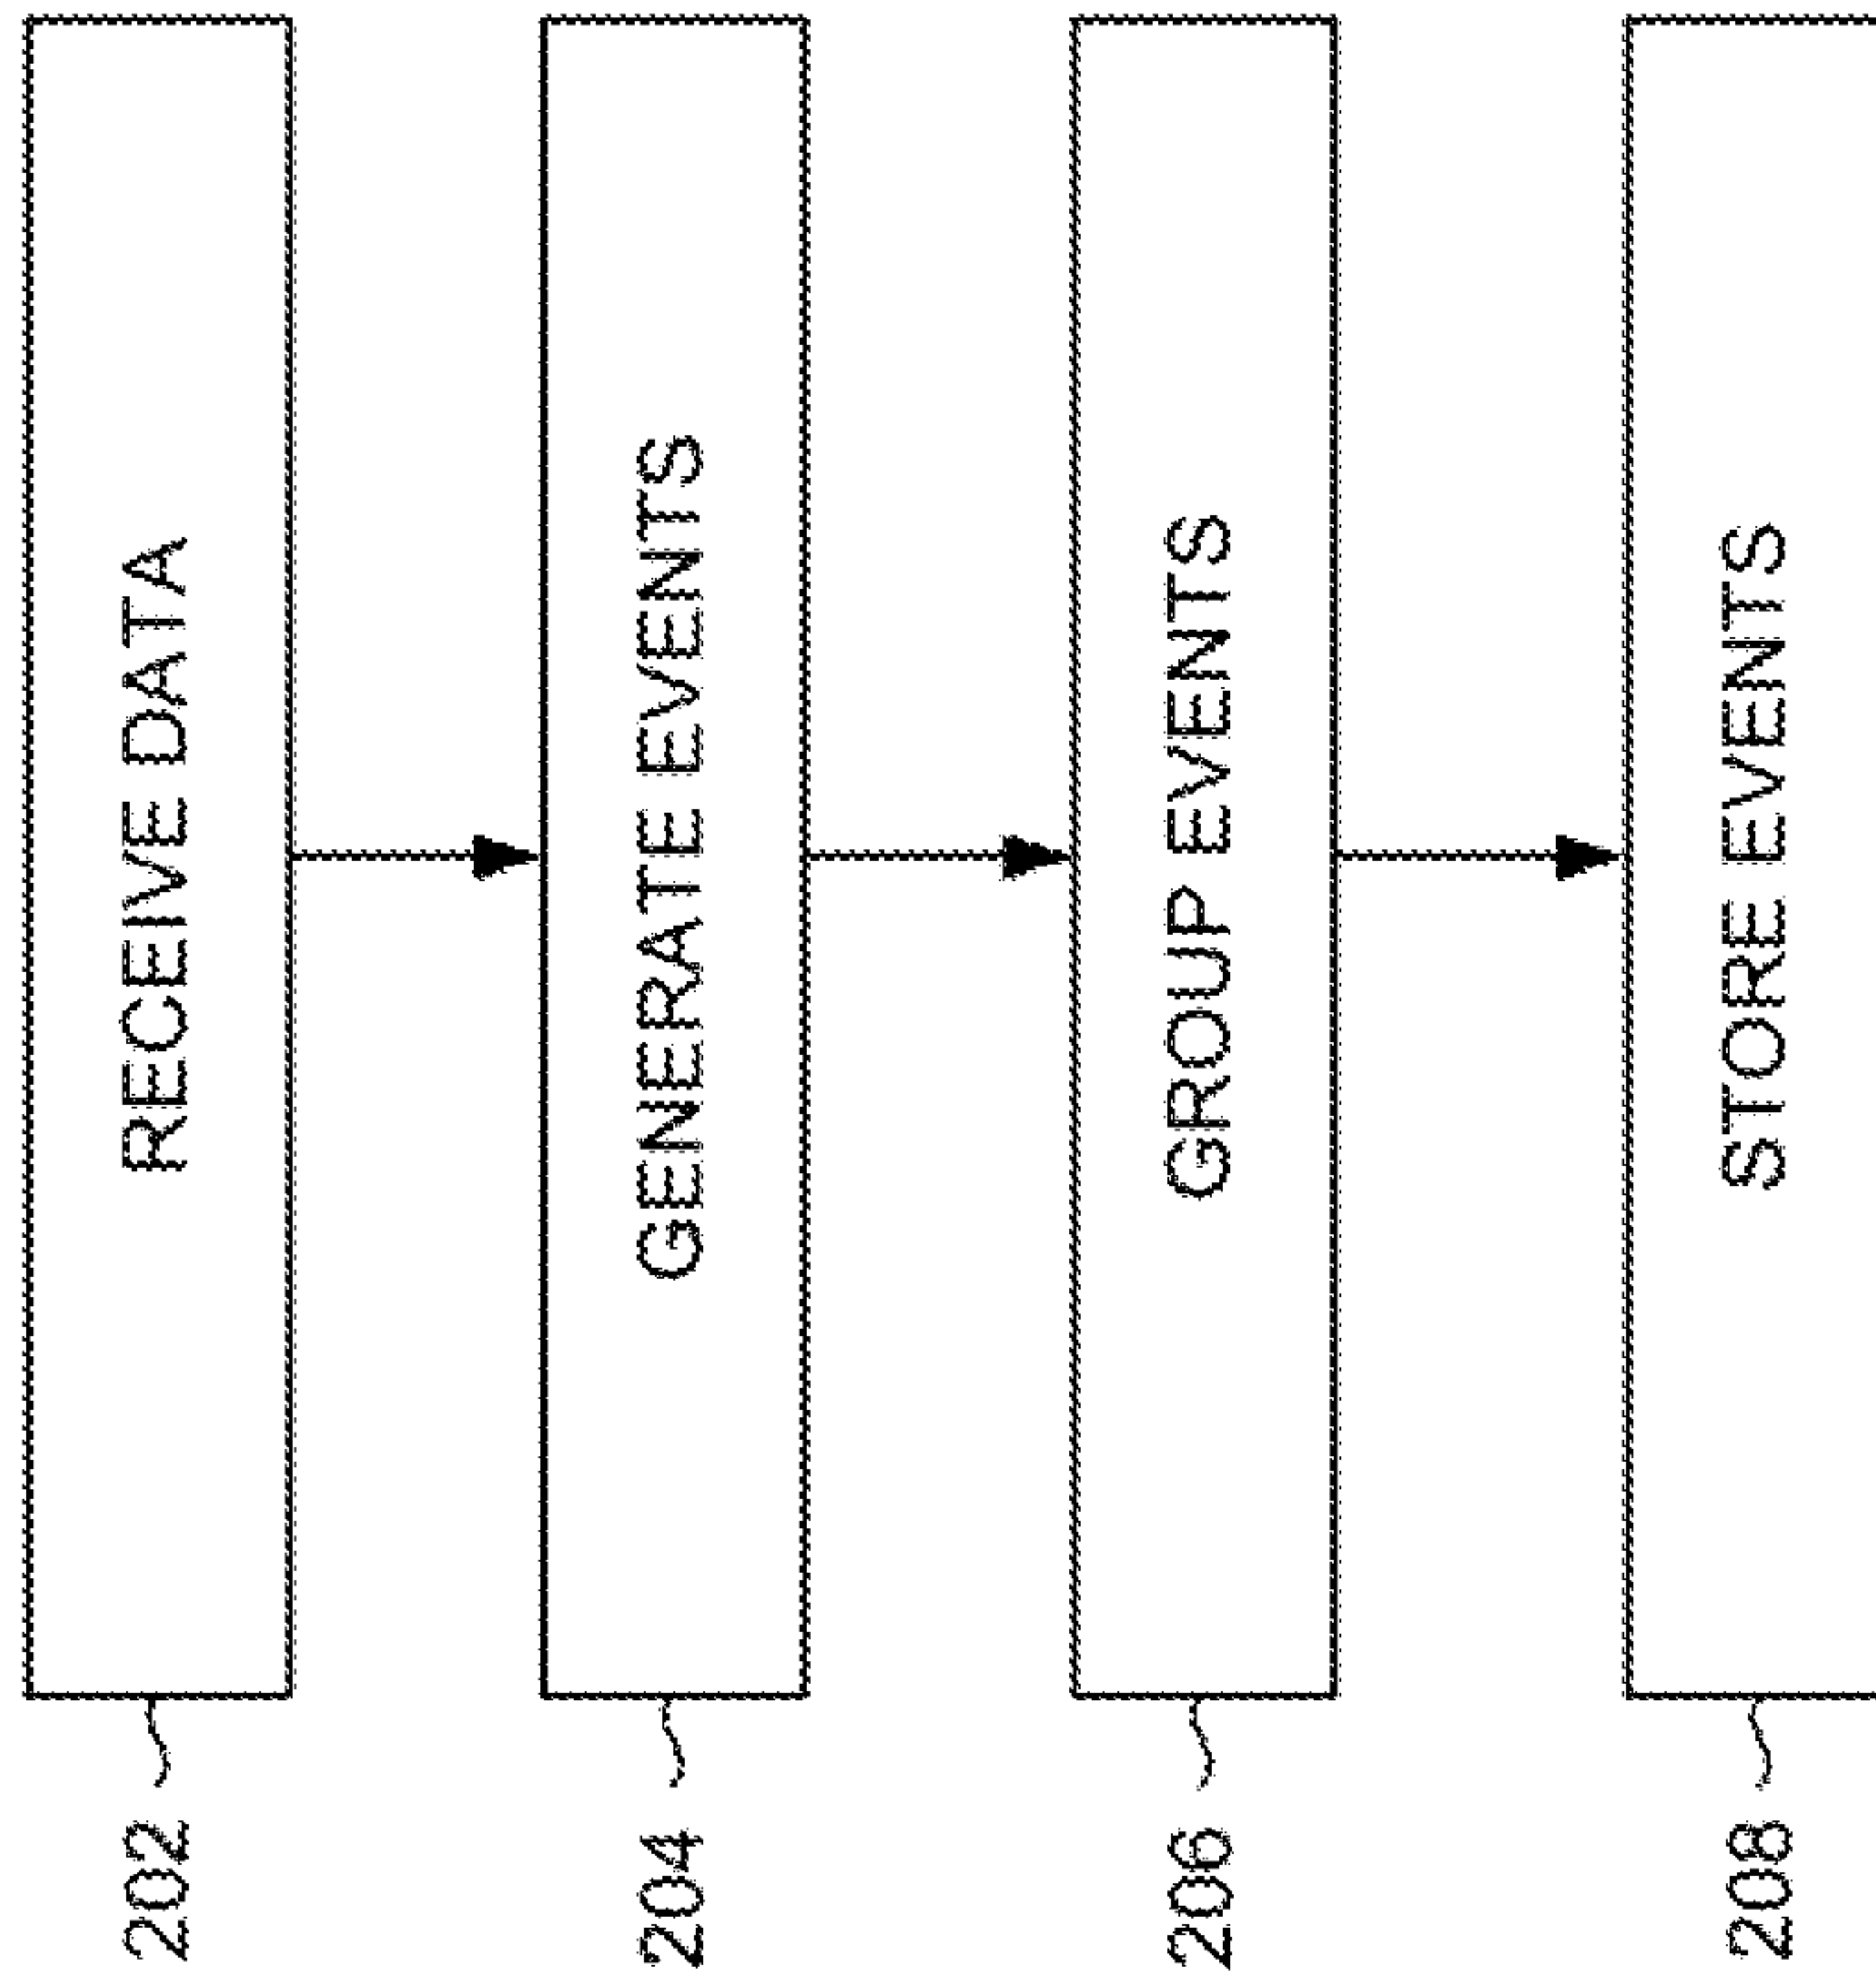 202
RECEIVE DATA
204
GENERATE EVENTS
206
GROUP EVENTS
208
STORE EVENTS